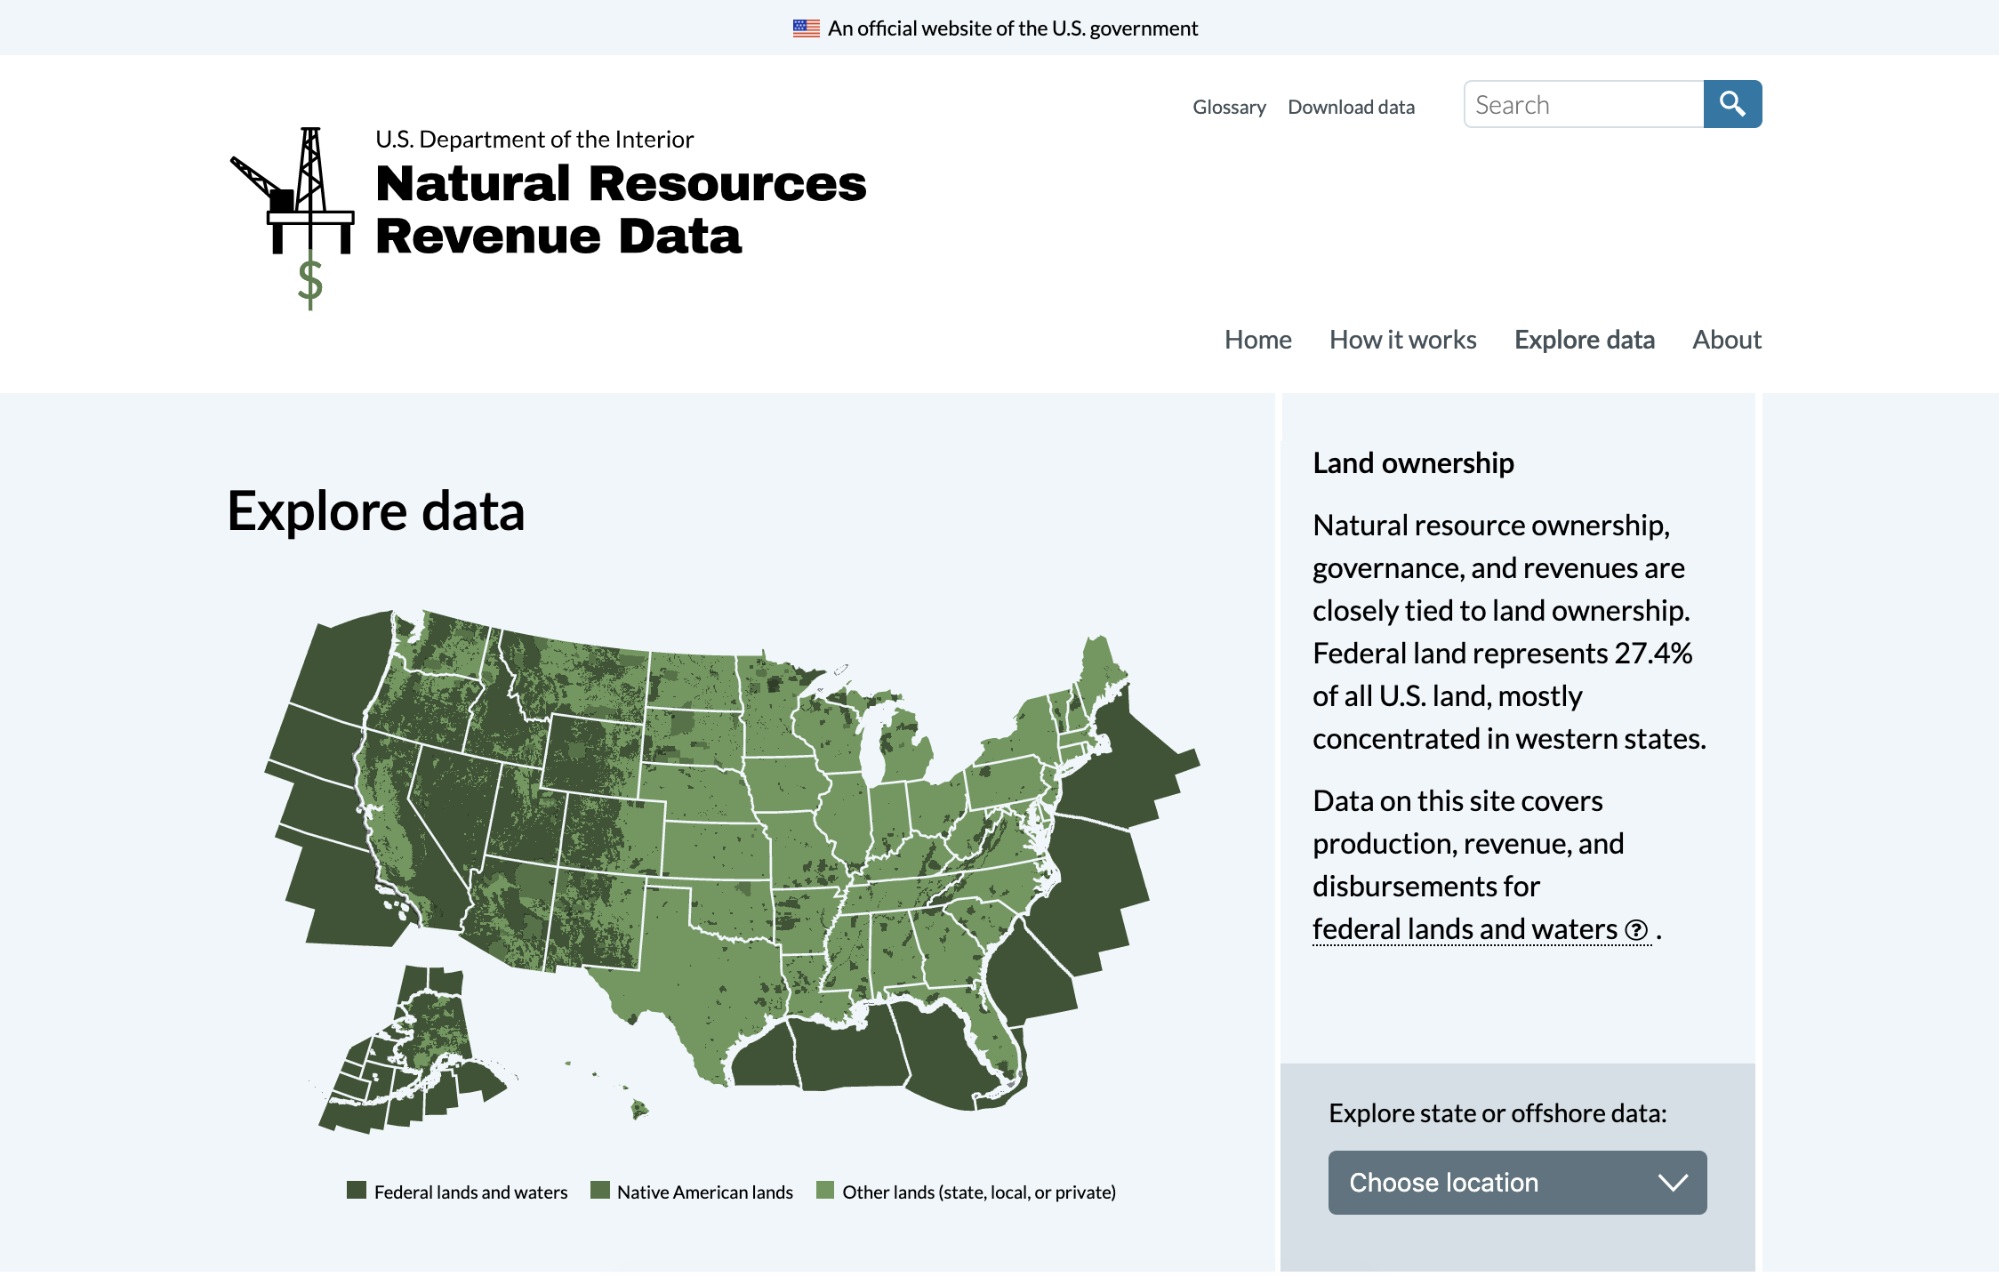 An official website of the U.S. government
Glossary
Download data
Search
U.S. Department of the Interior
Natural Resources
Revenue Data
$
Home
How it works
Explore data
About
Explore data
Federal lands and waters
Native American lands
Other lands (state, local, or private)
Land ownership
Natural resource ownership,
governance, and revenues are
closely tied to land ownership.
Federal land represents 27.4%
of all U.S. land, mostly
concentrated in western states.
Data on this site covers
production, revenue, and
disbursements for
federal lands and waters ? .
Explore state or offshore data:
Choose location